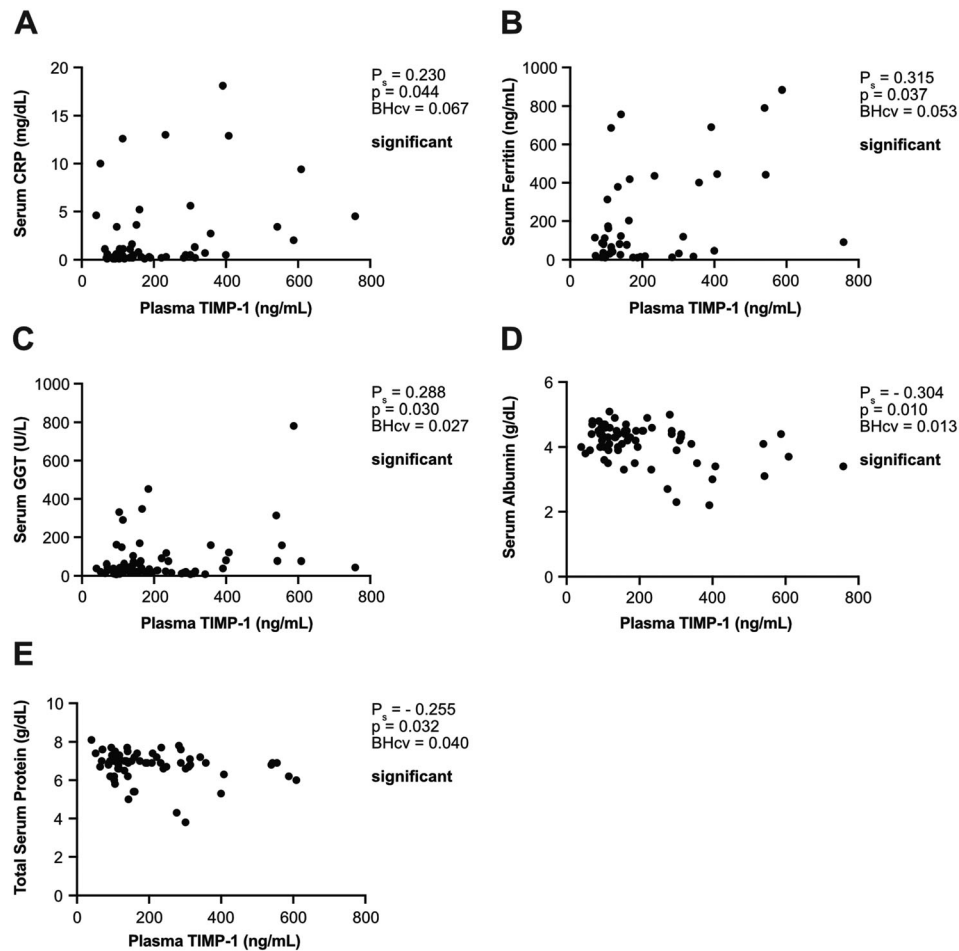 A
Serum CRP (mg/dL)
20
15
10
5
0
0 200 400 600 800
Plasma TIMP-1 (ng/mL)
Ps = 0.230
p = 0.044
BHcv = 0.067
significant
B
Serum Ferritin (ng/mL)
1000
800
600
400
200
0
0 200 400 600 800
Plasma TIMP-1 (ng/mL)
Ps = 0.315
p = 0.037
BHcv = 0.053
significant
C
Serum GGT (U/L)
1000
800
600
400
200
0
0 200 400 600 800
Plasma TIMP-1 (ng/mL)
Ps = 0.288
p = 0.030
BHcv = 0.027
significant
D
Serum Albumin (g/dL)
6
4
2
0
0 200 400 600 800
Plasma TIMP-1 (ng/mL)
Ps = - 0.304
p = 0.010
BHcv = 0.013
significant
E
Total Serum Protein (g/dL)
10
8
6
4
2
0
0 200 400 600 800
Plasma TIMP-1 (ng/mL)
Ps = - 0.255
p = 0.032
BHcv = 0.040
significant